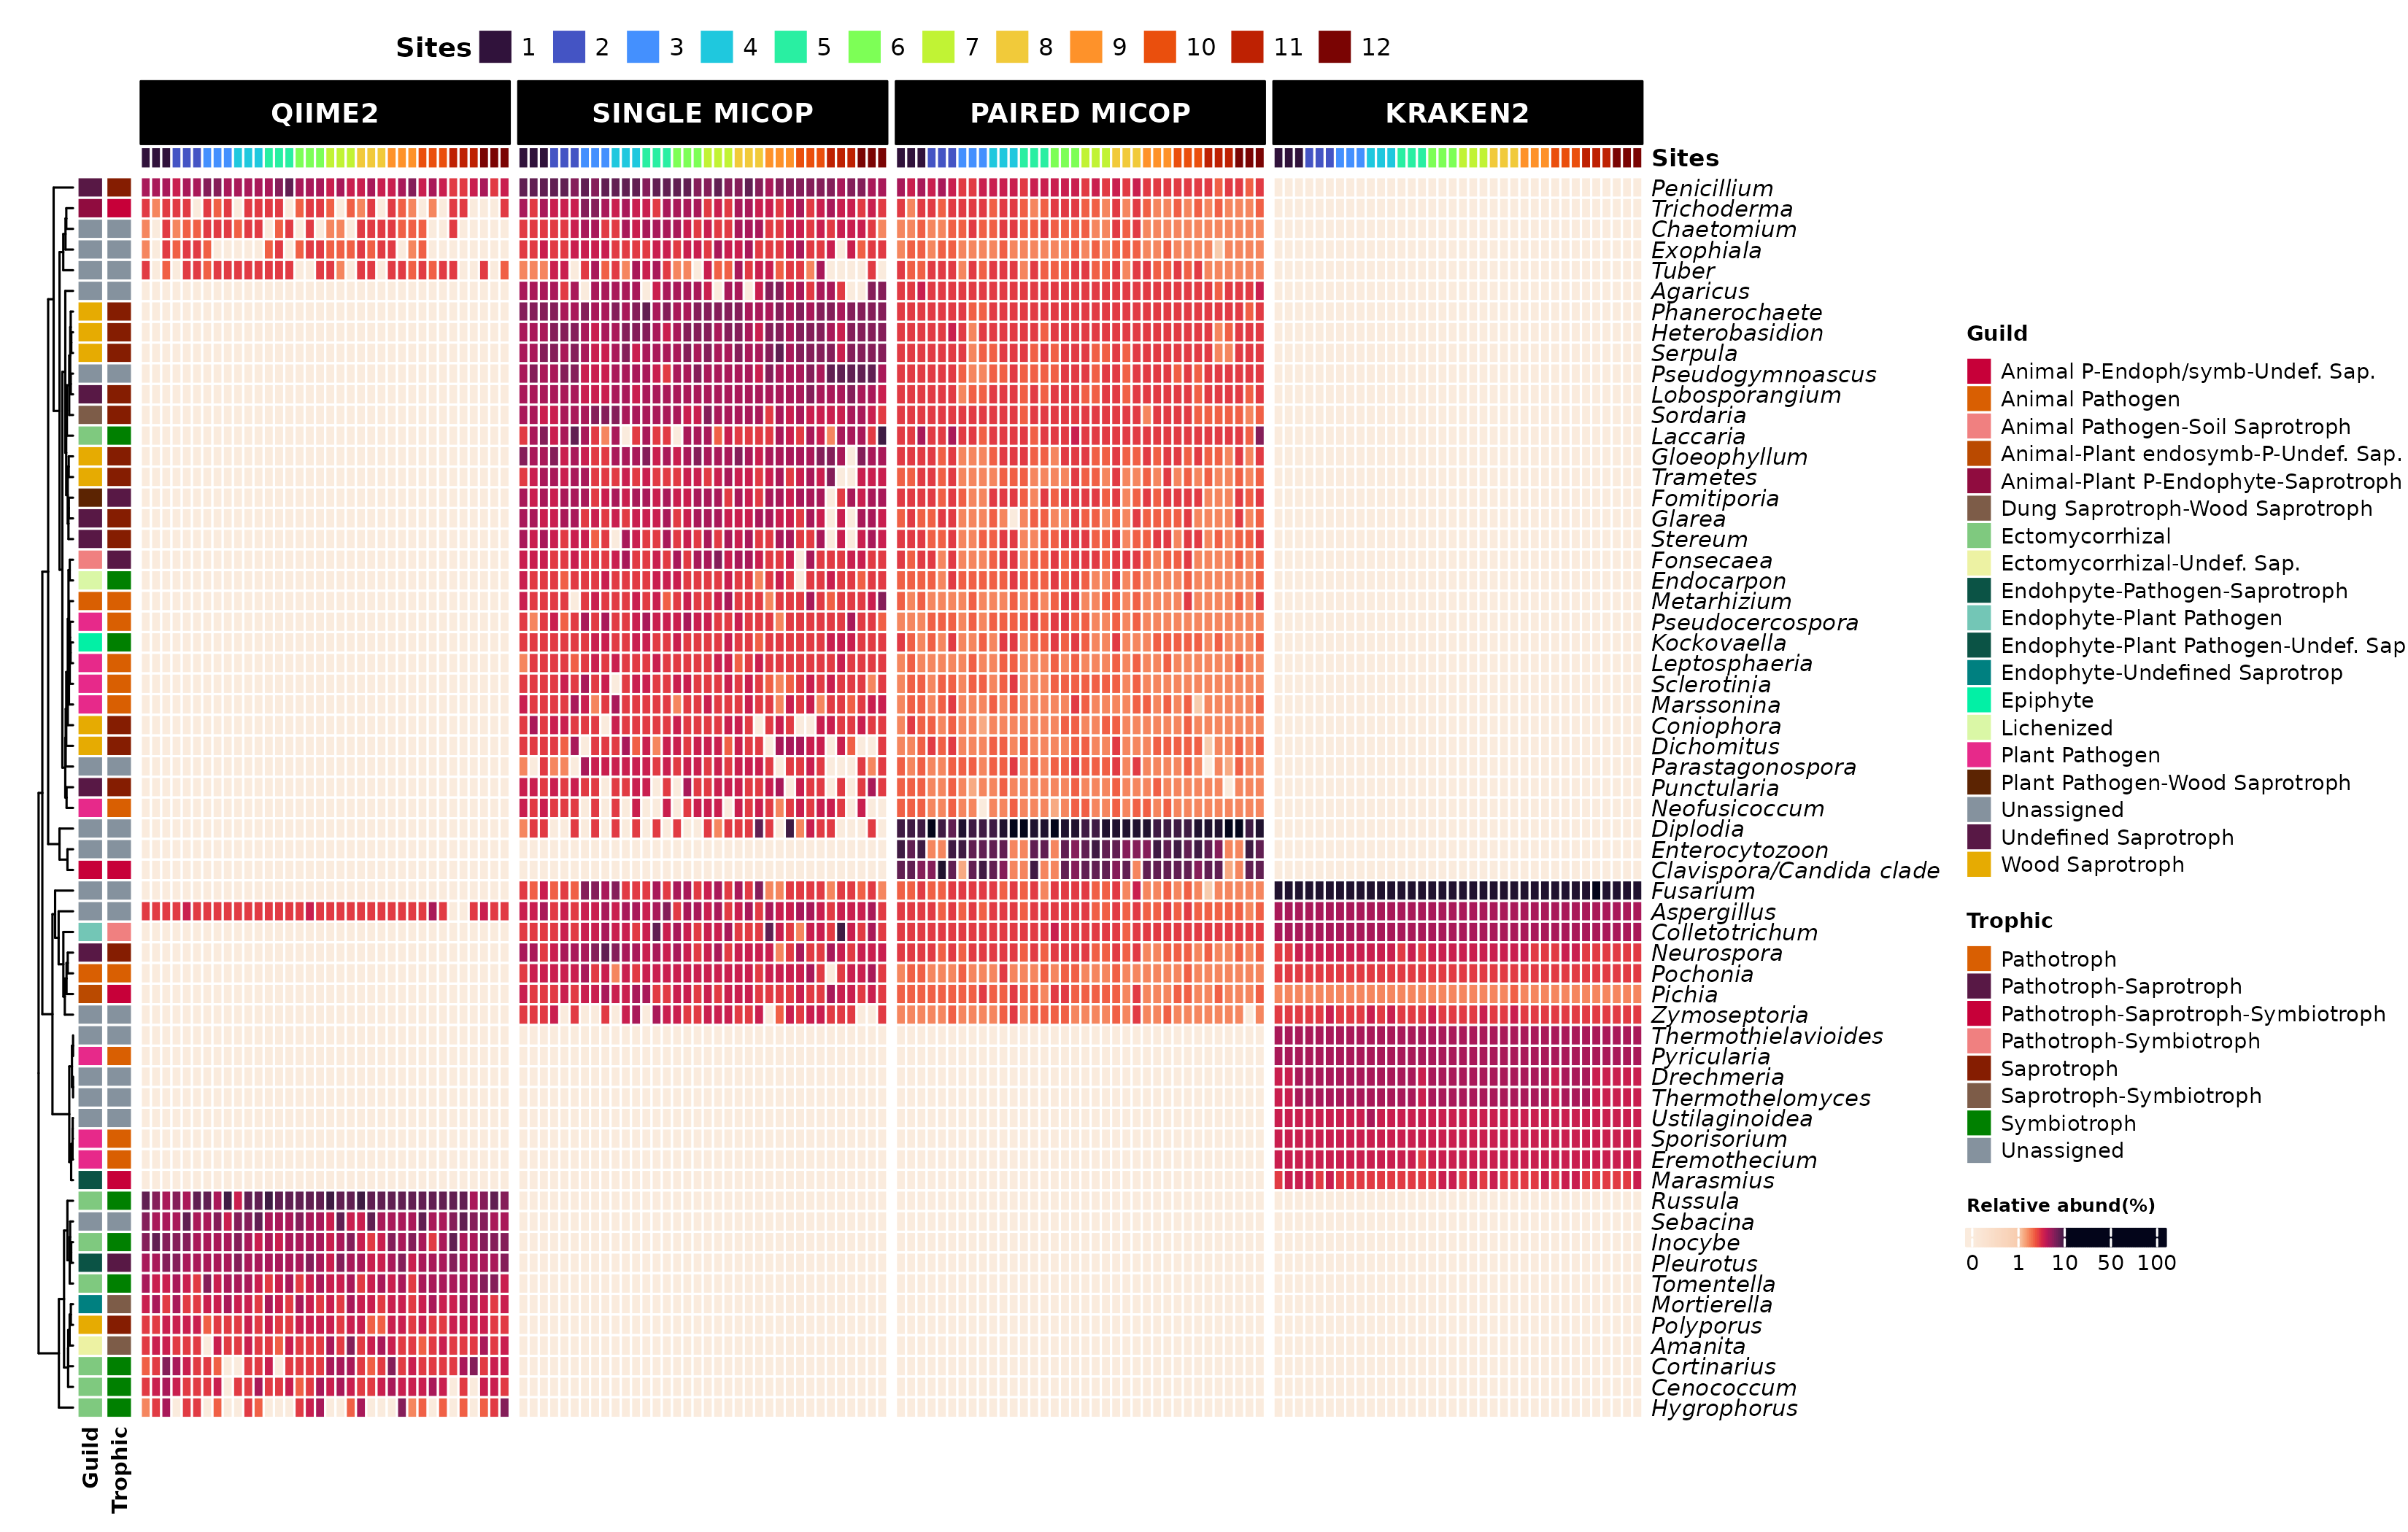 Sites 1 2 3 4 5 6 7 8 9 10 11 12
QIIME2 SINGLE MICOP PAIRED MICOP KRAKEN2
Sites
Penicillium
Trichoderma
Chaetomium
Exophiala
Tuber
Agaricus
Phanerochaete
Heterobasidion
Serpula
Pseudogymnoascus
Lobosporangium
Sordaria
Laccaria
Gloeophyllum
Trametes
Fomitiporia
Glarea
Stereum
Fonsecaea
Endocarpon
Metarhizium
Pseudocercospora
Kockovaella
Leptosphaeria
Sclerotinia
Marssonina
Coniophora
Dichomitus
Parastagonospora
Punctularia
Neofusicoccum
Diplodia
Enterocytozoon
Clavispora/Candida clade
Fusarium
Aspergillus
Colletotrichum
Neurospora
Pochonia
Pichia
Zymoseptoria
Thermothielavioides
Pyricularia
Drechmeria
Thermothelomyces
Ustilaginoidea
Sporisorium
Eremothecium
Marasmius
Russula
Sebacina
Inocybe
Pleurotus
Tomentella
Mortierella
Polyporus
Amanita
Cortinarius
Cenococcum
Hygrophorus
Guild
Trophic
Guild
Animal P-Endoph/symb-Undef. Sap.
Animal Pathogen
Animal Pathogen-Soil Saprotroph
Animal-Plant endosymb-P-Undef. Sap.
Animal-Plant P-Endophyte-Saprotroph
Dung Saprotroph-Wood Saprotroph
Ectomycorrhizal
Ectomycorrhizal-Undef. Sap.
Endohpyte-Pathogen-Saprotroph
Endophyte-Plant Pathogen
Endophyte-Plant Pathogen-Undef. Sap
Endophyte-Undefined Saprotrop
Epiphyte
Lichenized
Plant Pathogen
Plant Pathogen-Wood Saprotroph
Unassigned
Undefined Saprotroph
Wood Saprotroph
Trophic
Pathotroph
Pathotroph-Saprotroph
Pathotroph-Saprotroph-Symbiotroph
Pathotroph-Symbiotroph
Saprotroph
Saprotroph-Symbiotroph
Symbiotroph
Unassigned
Relative abund(%)
0 1 10 50 100